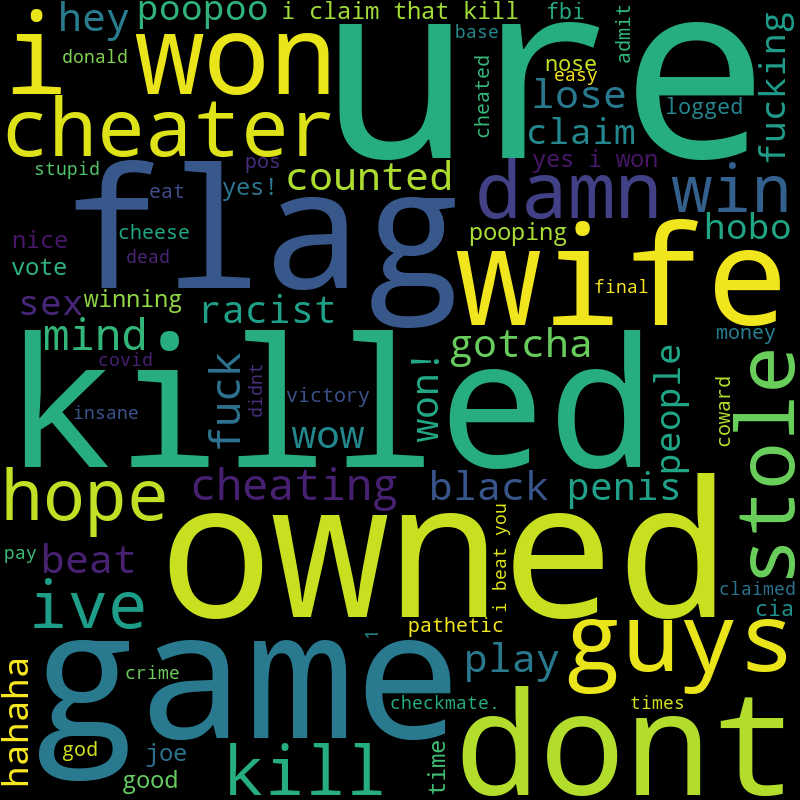 hey
poopoo
i claim that kill
fbi
admit
fucking
i won
ure
donald
base
cheated
nose
easy
lose
logged
cheater
claim
stupid
pos
yes i won
flag
eat
yes!
counted
damn
win
nice
cheese
pooping
hobo
vote
dead
wife
final
sex
winning
racist
mind
gotcha
money
killed
covid
fuck
didnt
victory
won!
people
coward
stole
insane
wow
hope
cheating
black
penis
owned
i beat you
pay
beat
claimed
ive
cia
pathetic
guys
game
1
play
hahaha
crime
checkmate.
times
dont
god
joe
time
good
kill